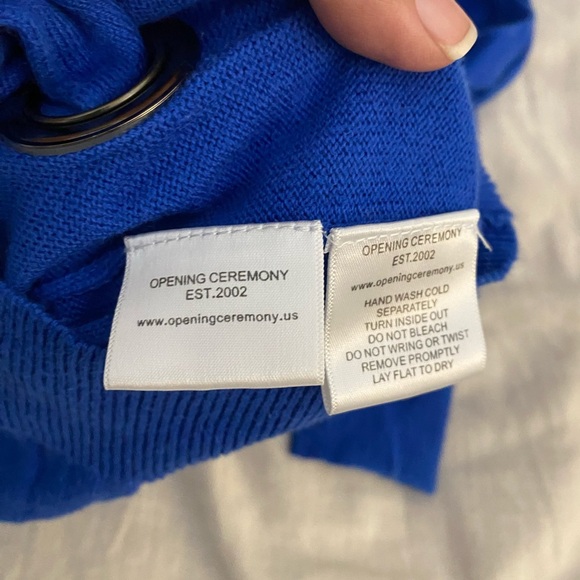 OPENING CEREMONY
EST.2002
www.openingceremony.us
OPENING CEREMONY
EST.2002
www.openingceremony.us
HAND WASH COLD
SEPARATELY
TURN INSIDE OUT
DO NOT BLEACH
DO NOT WRING OR TWIST
REMOVE PROMPTLY
LAY FLAT TO DRY